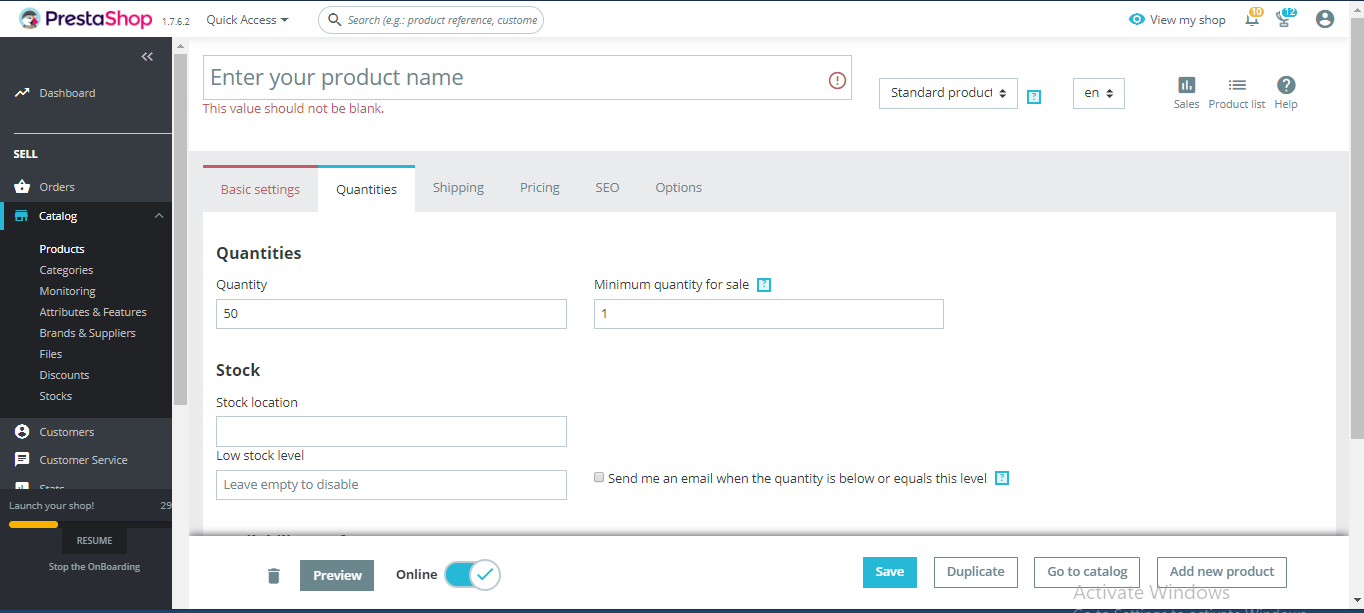 PrestaShop 1.7.6.2 Quick Access Search (e.g.: product reference, custome View my shop 10 12
Dashboard
SELL
Orders
Catalog
Products
Categories
Monitoring
Attributes & Features
Brands & Suppliers
Files
Discounts
Stocks
Customers
Customer Service
Stats
Launch your shop! 29
RESUME
Stop the OnBoarding
Enter your product name
This value should not be blank.
Standard product ? en
Sales Product list Help
Basic settings Quantities Shipping Pricing SEO Options
Quantities
Quantity Minimum quantity for sale ?
50 1
Stock
Stock location
Low stock level
Leave empty to disable Send me an email when the quantity is below or equals this level ?
Preview Online Save Duplicate Go to catalog Add new product
Activate Windows